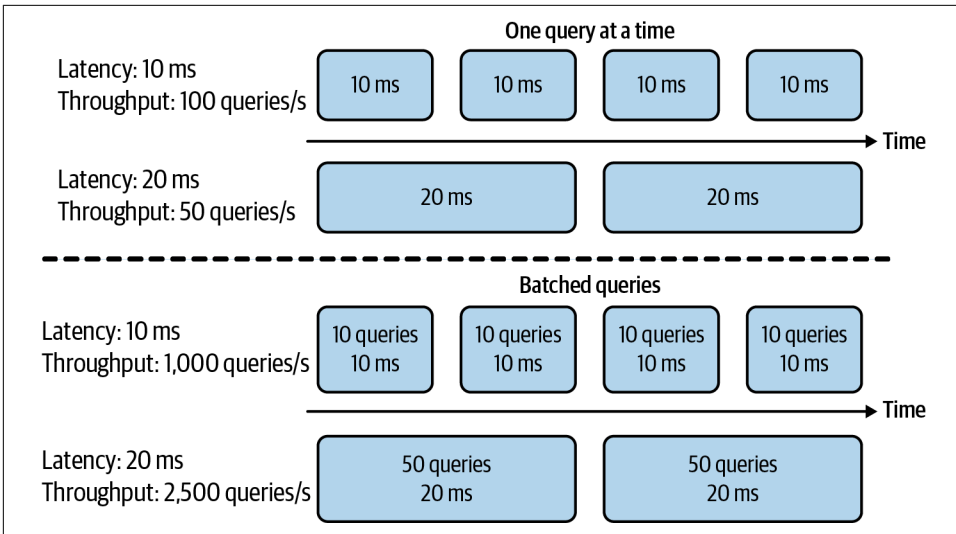 One query at a time
Latency: 10 ms
Throughput: 100 queries/s
10 ms
10 ms
10 ms
10 ms
Time
Latency: 20 ms
Throughput: 50 queries/s
20 ms
20 ms
Batched queries
Latency: 10 ms
Throughput: 1,000 queries/s
10 queries
10 ms
10 queries
10 ms
10 queries
10 ms
10 queries
10 ms
Time
Latency: 20 ms
Throughput: 2,500 queries/s
50 queries
20 ms
50 queries
20 ms